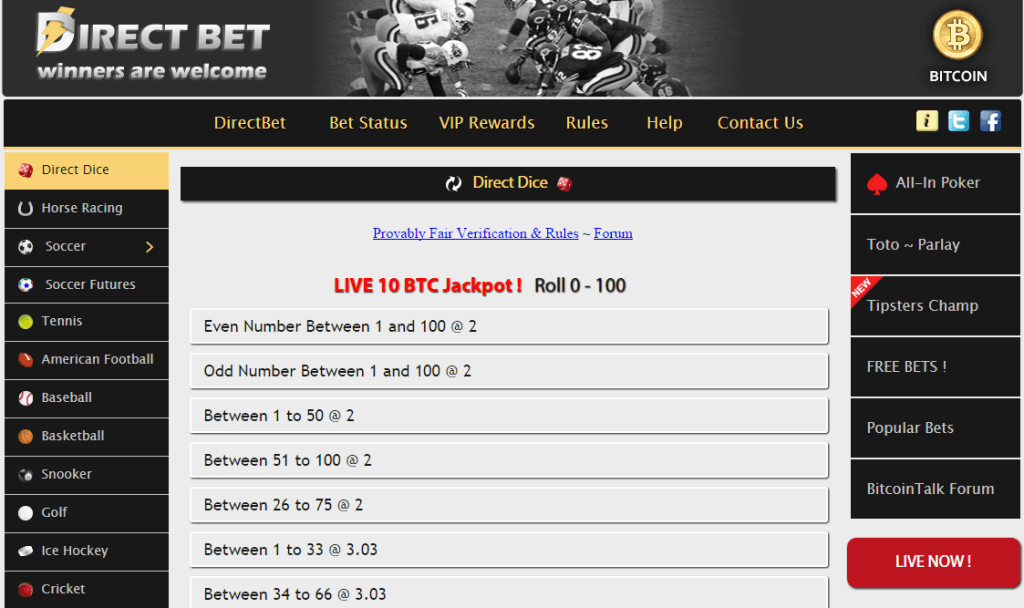 DIRECT BET
winners are welcome
BITCOIN
DirectBet Bet Status VIP Rewards Rules Help Contact Us
Direct Dice
Horse Racing
Soccer
Soccer Futures
Tennis
American Football
Baseball
Basketball
Snooker
Golf
Ice Hockey
Cricket
Direct Dice
Provably Fair Verification & Rules ~ Forum
LIVE 10 BTC Jackpot ! Roll 0 - 100
Even Number Between 1 and 100 @ 2
Odd Number Between 1 and 100 @ 2
Between 1 to 50 @ 2
Between 51 to 100 @ 2
Between 26 to 75 @ 2
Between 1 to 33 @ 3.03
Between 34 to 66 @ 3.03
All-In Poker
Toto ~ Parlay
NEW
Tipsters Champ
FREE BETS !
Popular Bets
BitcoinTalk Forum
LIVE NOW !